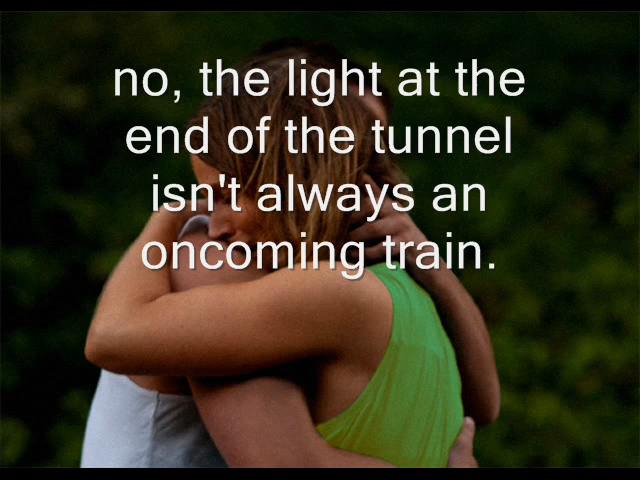 no, the light at the
end of the tunnel
isn't always an
oncoming train.